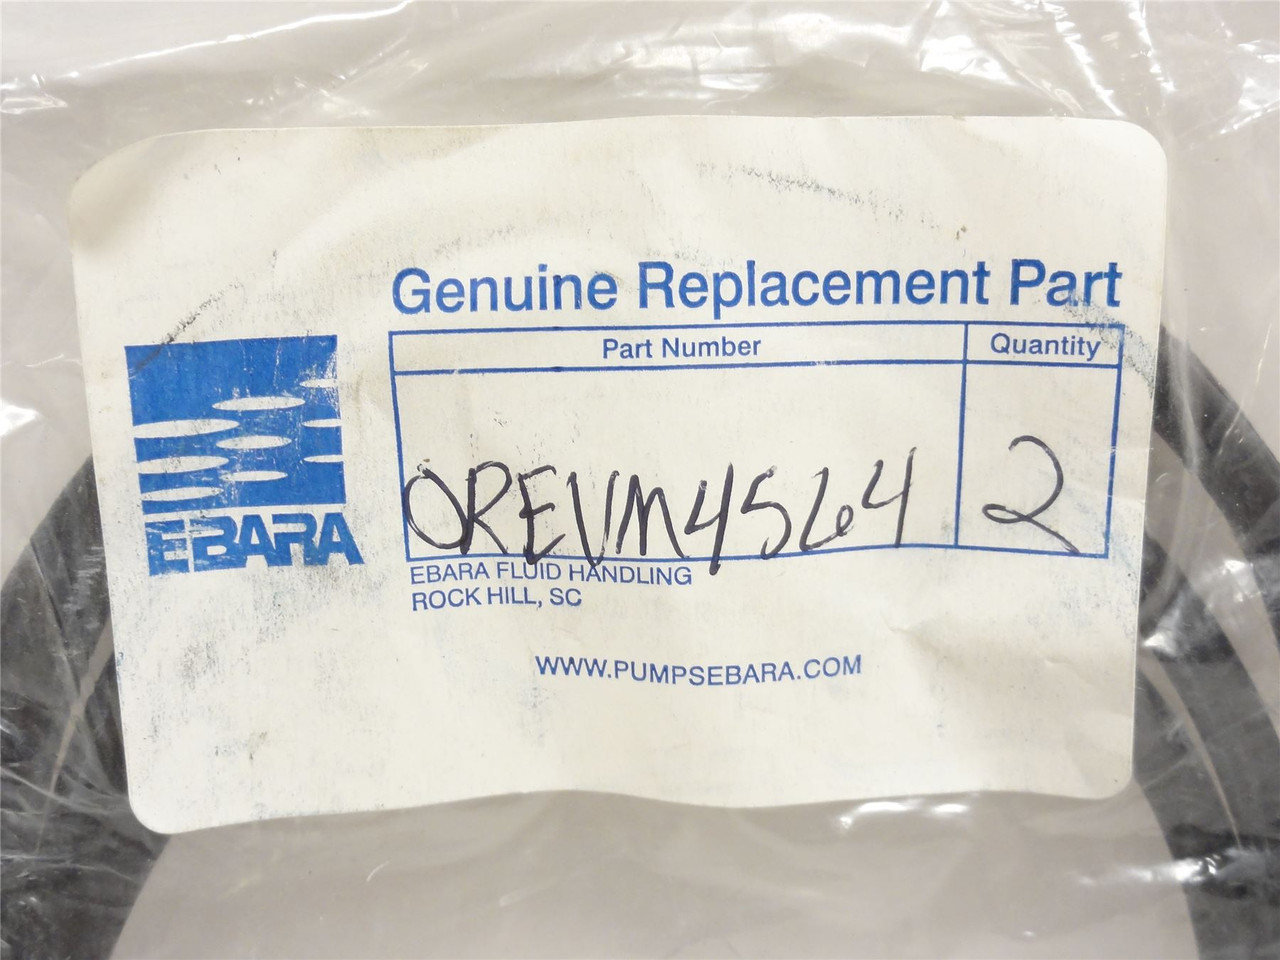 Genuine Replacement Part
Part Number Quantity
OREVM4564 2
EBARA
EBARA FLUID HANDLING
ROCK HILL, SC
WWW.PUMPSEBARA.COM